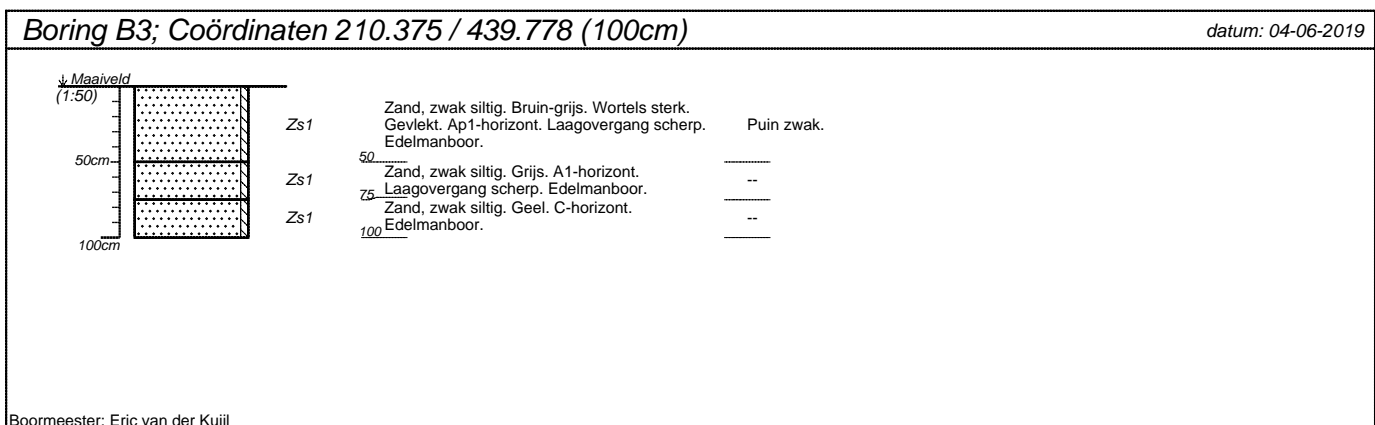 Boring B3; Coördinaten 210.375 / 439.778 (100cm)
datum: 04-06-2019
Maaiveld
(1:50)
Zs1
Zand, zwak siltig. Bruin-grijs. Wortels sterk.
Gevlekt. Ap1-horizont. Laagovergang scherp.
Edelmanboor.
Puin zwak.
50cm
50
Zs1
Zand, zwak siltig. Grijs. A1-horizont.
Laagovergang scherp. Edelmanboor.
--
75
Zs1
Zand, zwak siltig. Geel. C-horizont.
Edelmanboor.
--
100
100cm
Boormeester: Eric van der Kuijl